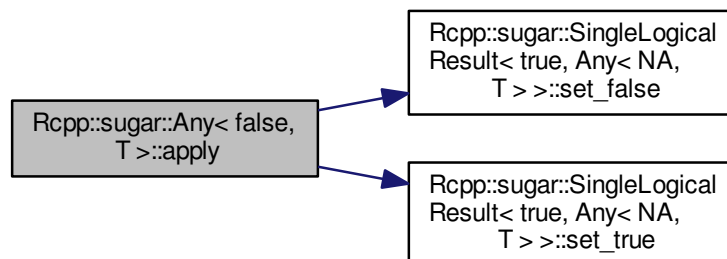 Rcpp::sugar::SingleLogical
Result< true, Any< NA,
T > >::set_false
Rcpp::sugar::Any< false,
T >::apply
Rcpp::sugar::SingleLogical
Result< true, Any< NA,
T > >::set_true